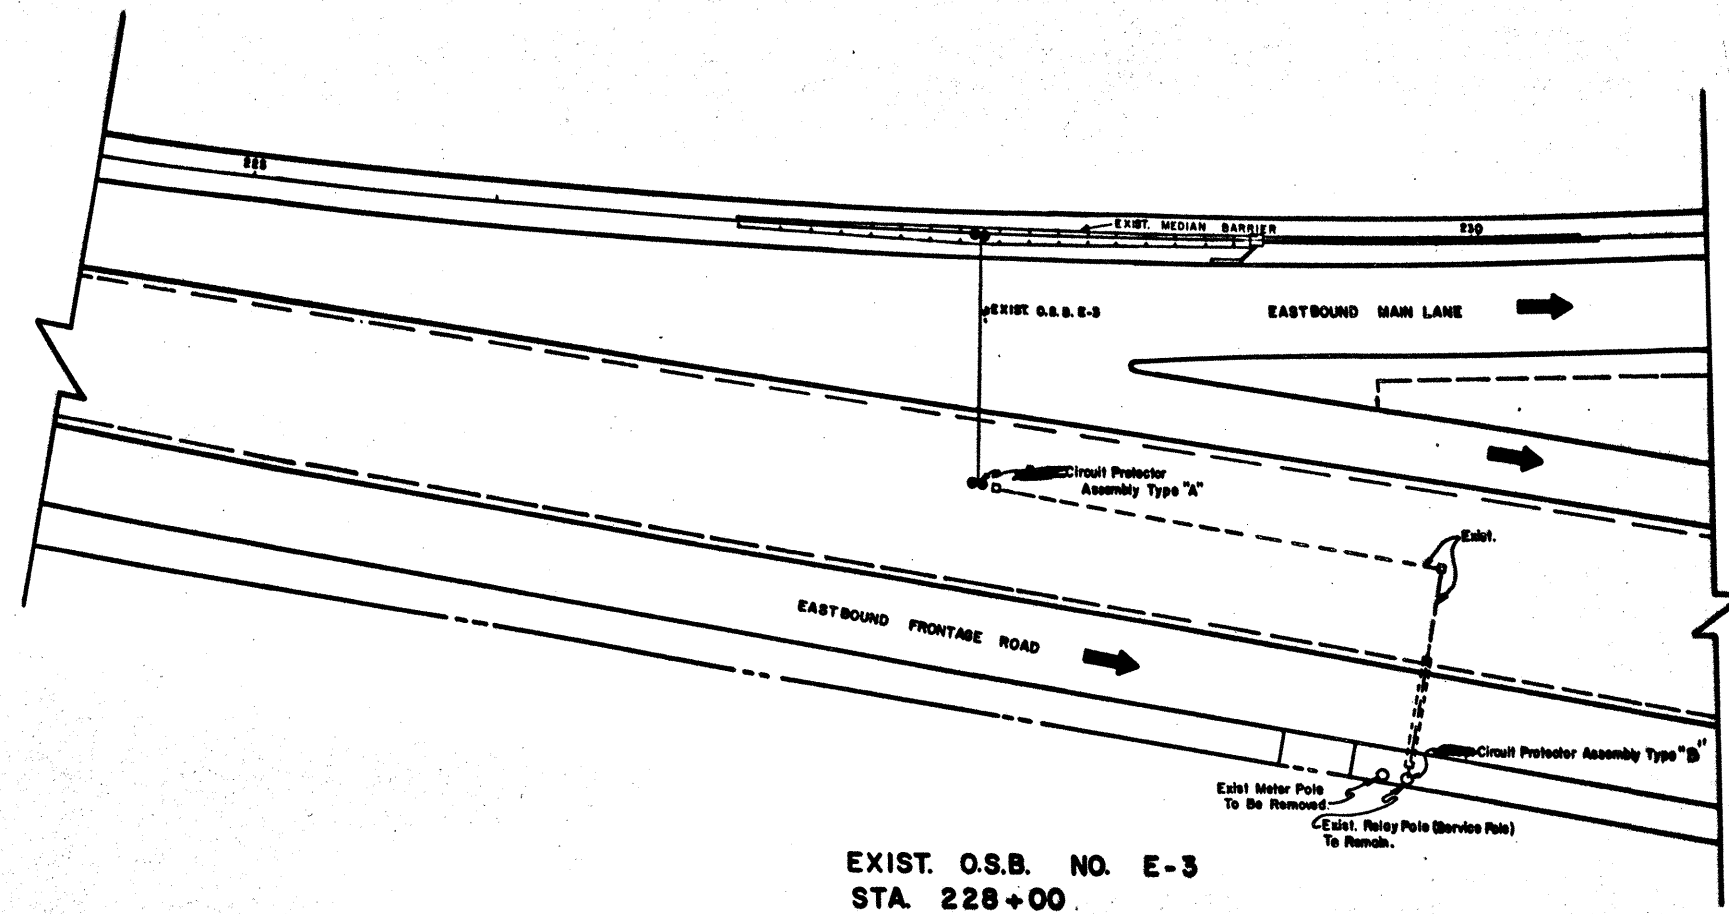 225
EXIST. MEDIAN BARRIER
230
EXIST. O.S.B. E-3
EASTBOUND MAIN LANE
Circuit Protector
Assembly Type "A"
Exist.
EASTBOUND FRONTAGE ROAD
Circuit Protector Assembly Type "B"
Exist Meter Pole
To Be Removed.
Exist. Relay Pole (Service Pole)
To Remain.
EXIST. O.S.B. NO. E-3
STA. 228+00